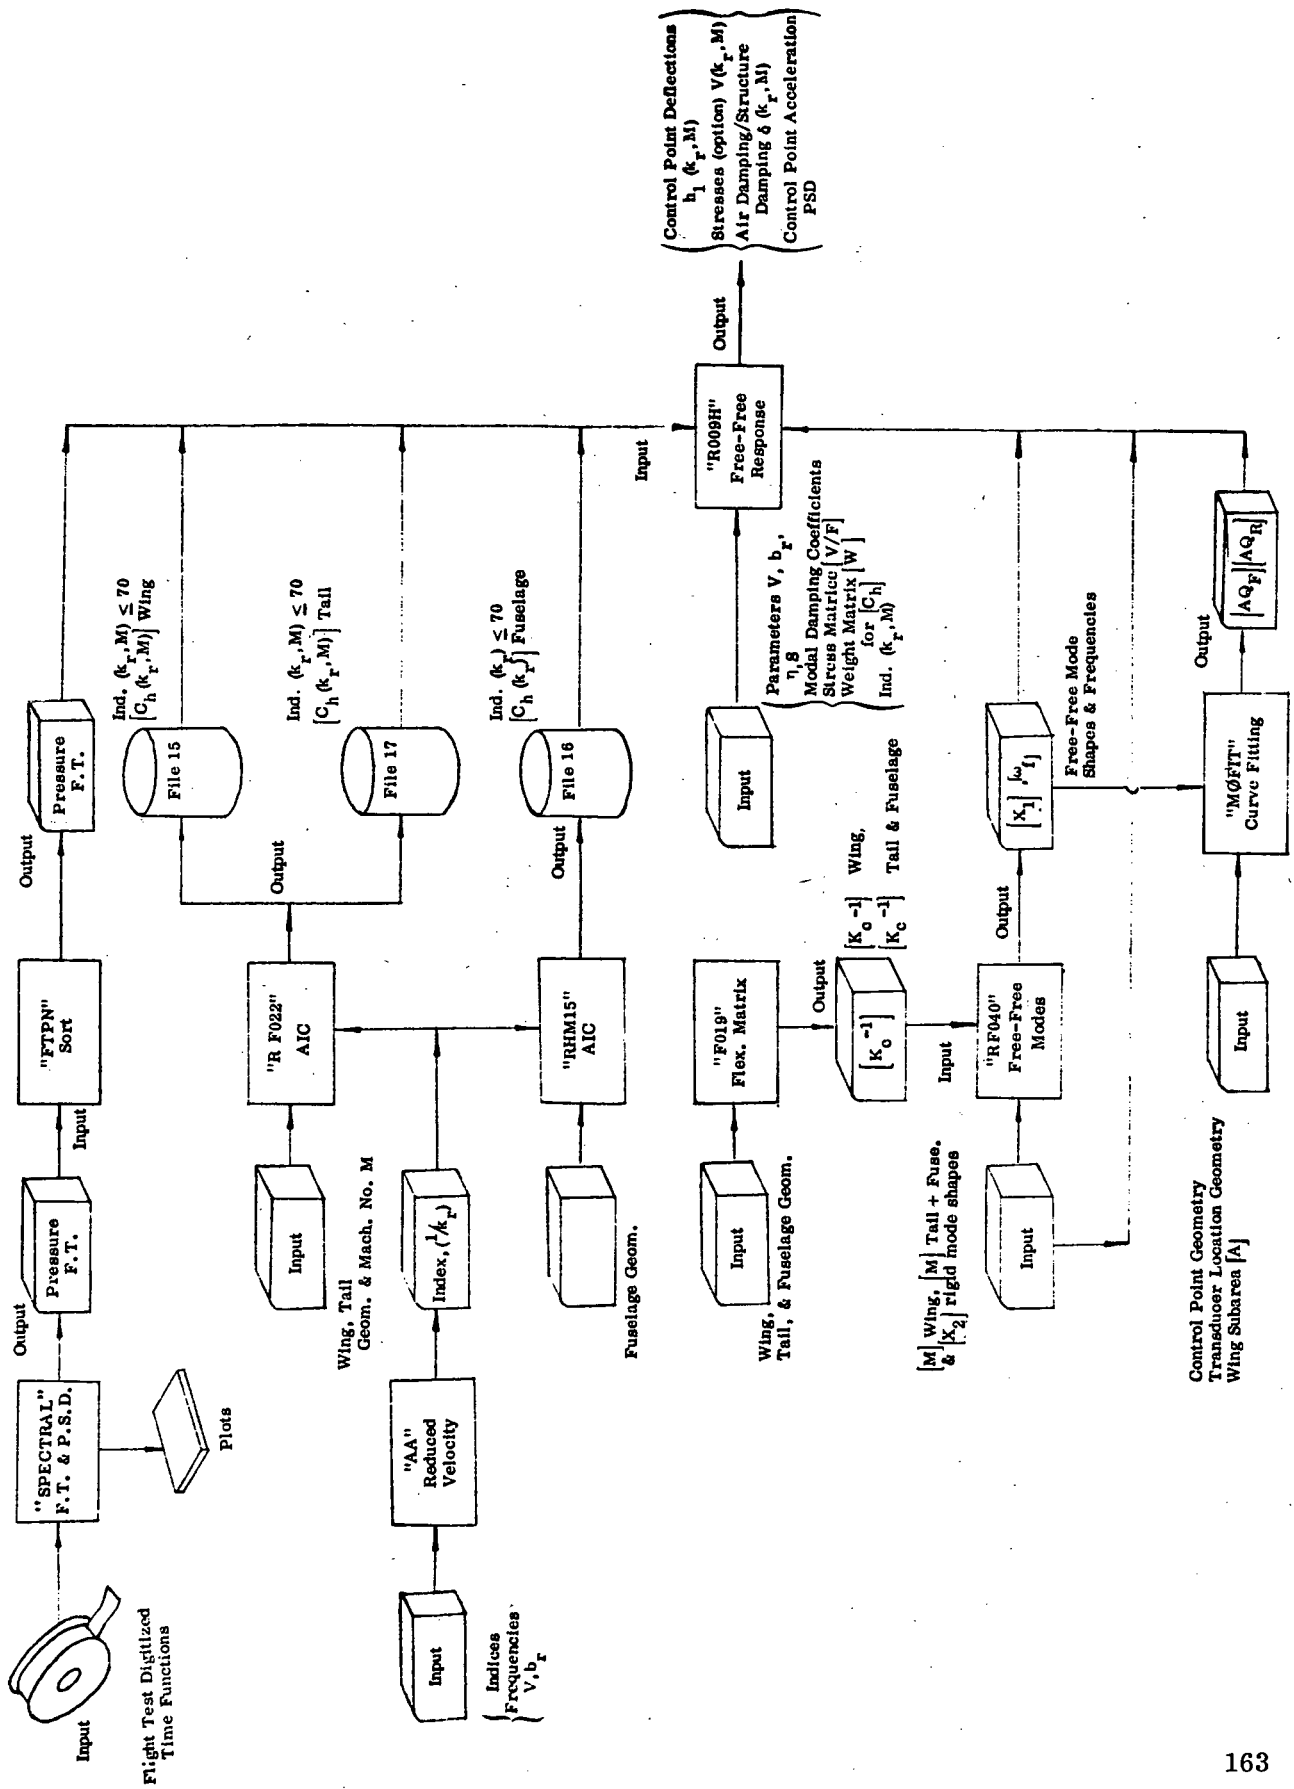 Input
Flight Test Digitized
Time Functions
"SPECTRAL"
F.T. & P.S.D.
Plots
Output
Pressure
F.T.
Input
"FTPN"
Sort
Output
Pressure
F.T.
Input
Wing, Tail
Geom. & Mach. No. M
"R F022"
AIC
Output
File 15
Ind. (k_r, M) ≤ 70
[C_h (k_r, M)] Wing
File 17
Ind. (k_r, M) ≤ 70
[C_h (k_r, M)] Tail
Input
Indices
Frequencies
V, b_r
"AA"
Reduced
Velocity
Index, (1/k_r)
Fuselage Geom.
"RHM15"
AIC
Output
File 16
Ind. (k_r) ≤ 70
[C_h (k_r)] Fuselage
Input
Input
Wing,
Tail, & Fuselage Geom.
"F019"
Flex. Matrix
Output
[K_c^-1]
[K_c^-1] Wing,
[K_c^-1] Tail & Fuselage
Input
Input
Parameters V, b_r,
η, S
Modal Damping Coefficients
Stress Matrice [V/F]
Weight Matrix [W]
for [C_h]
Ind. (k_r, M)
"R009H"
Free-Free
Response
Output
Control Point Deflections
h_1 (k_r, M)
Stresses (option) V(k_r, M)
Air Damping/Structure
Damping δ (k_r, M)
Control Point Acceleration
PSD
Input
[M] Wing, [M] Tail + Fuse.
& [X_2] rigid mode shapes
"RF040"
Free-Free
Modes
Output
[X_1], ω_f]
Free-Free Mode
Shapes & Frequencies
Input
Control Point Geometry
Transducer Location Geometry
Wing Subarea [A]
"MØFIT"
Curve Fitting
Output
[AQ_F][AQ_R]
163